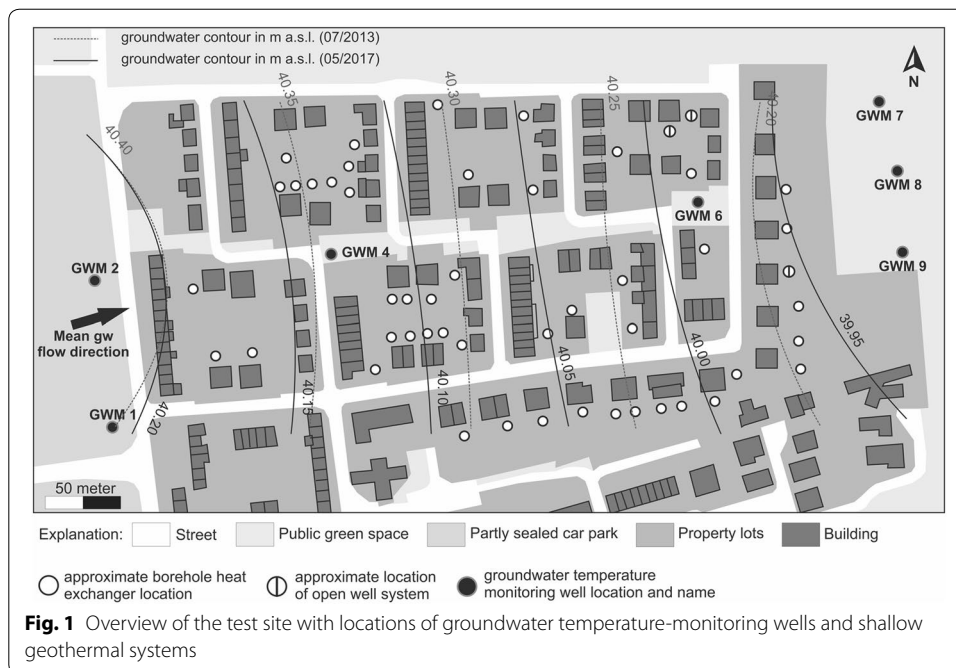 groundwater contour in m a.s.l. (07/2013)
groundwater contour in m a.s.l. (05/2017)
N
40.40
40.35
40.30
40.25
40.20
GWM 7
GWM 8
GWM 6
GWM 4
GWM 9
GWM 2
Mean gw
flow direction
GWM 1
40.20
40.15
40.10
40.05
40.00
39.95
50 meter
Explanation:
Street
Public green space
Partly sealed car park
Property lots
Building
approximate borehole heat
exchanger location
approximate location
of open well system
groundwater temperature
monitoring well location and name
Fig. 1 Overview of the test site with locations of groundwater temperature-monitoring wells and shallow
geothermal systems